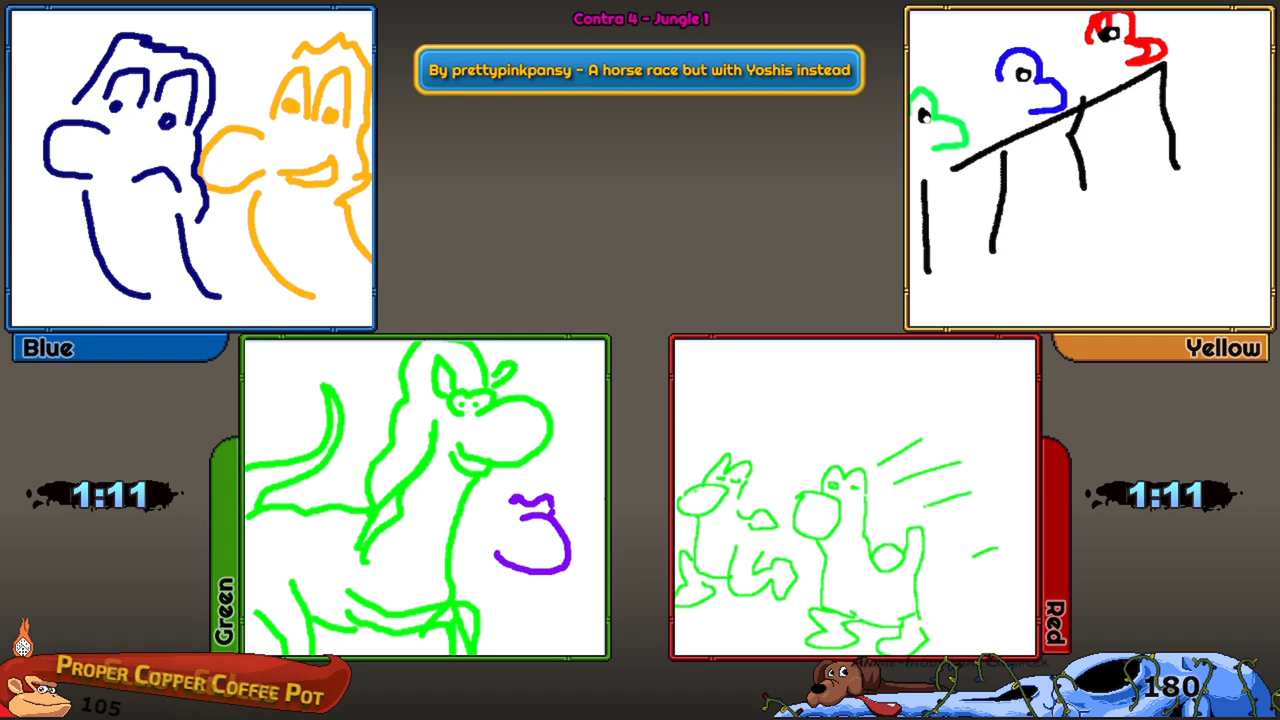 Contra 4 - Jungle 1
By prettypinkpansy - A horse race but with Yoshis instead
Blue
Yellow
1:11
1:11
Green
Red
Proper Copper Coffee Pot
105
180